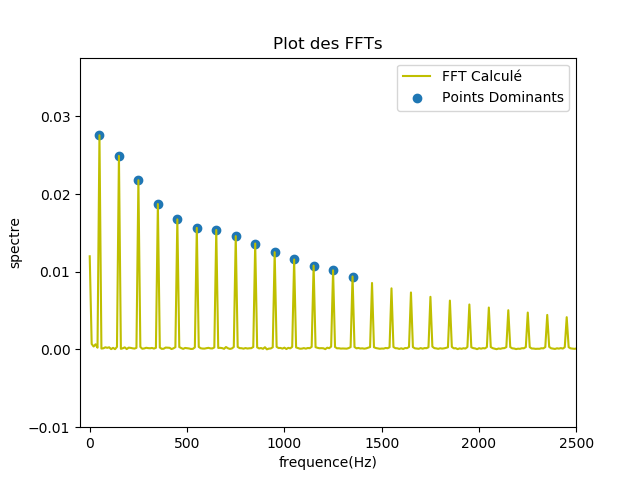 Plot des FFTs
FFT Calculé
Points Dominants
0.03
0.02
0.01
0.00
−0.01
spectre
0
500
1000
1500
2000
2500
frequence(Hz)